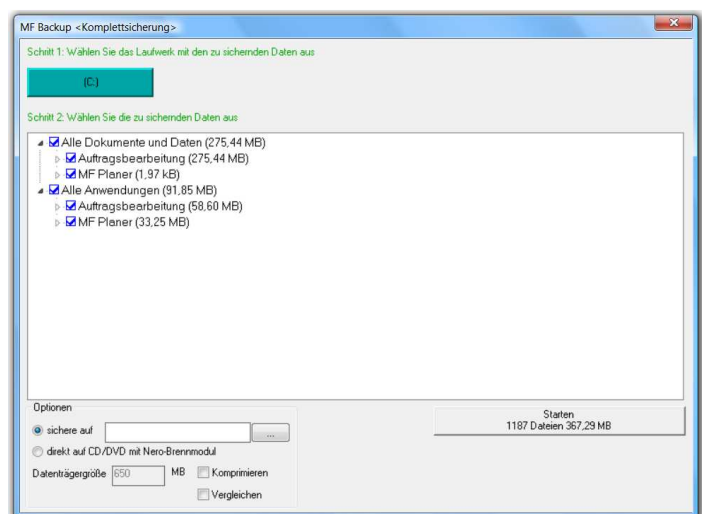 MF Backup <Komplettsicherung>
Schritt 1: Wählen Sie das Laufwerk mit den zu sichernden Daten aus
(C:)
Schritt 2: Wählen Sie die zu sichernden Daten aus
Alle Dokumente und Daten (275,44 MB)
Auftragsbearbeitung (275,44 MB)
MF Planer (1,97 kB)
Alle Anwendungen (91,85 MB)
Auftragsbearbeitung (58,60 MB)
MF Planer (33,25 MB)
Optionen
sichere auf ...
direkt auf CD/DVD mit Nero-Brennmodul
Datenträgergröße 650 MB Komprimieren
Vergleichen
Starten
1187 Dateien 367,29 MB